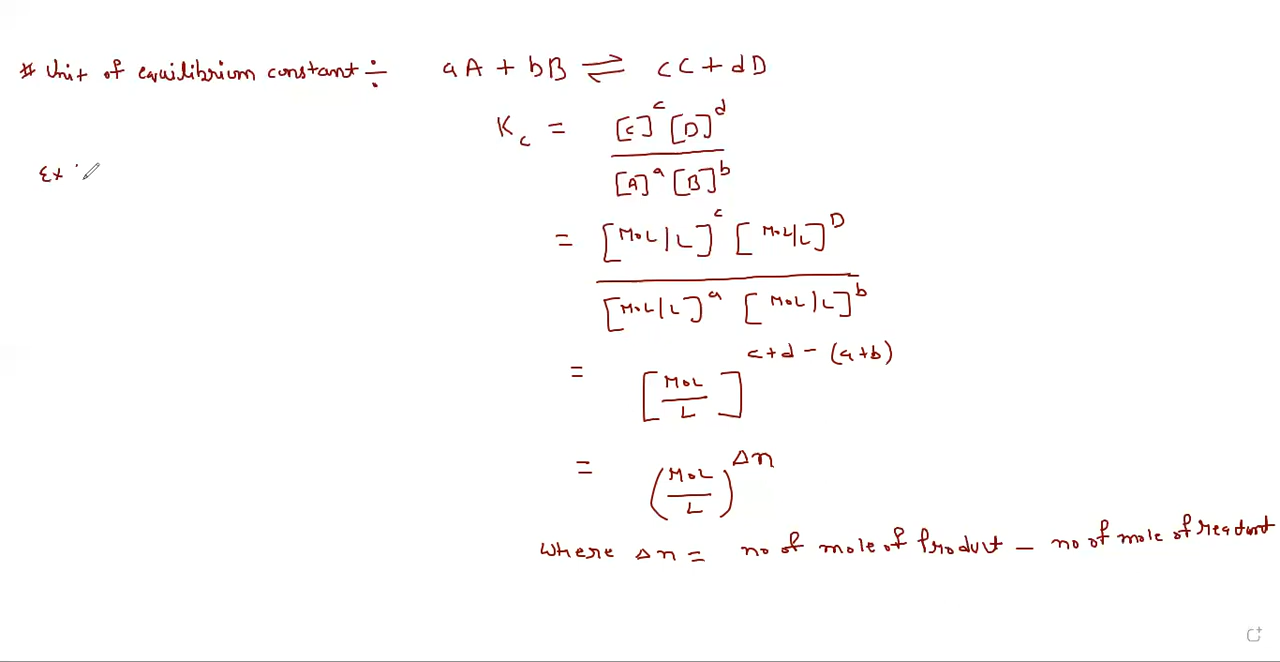 # Unit of equilibrium constant ÷ aA + bB ⇌ cC + dD
K_c = [C]^c [D]^d / [A]^a [B]^b
Ex :
= [MOL/L]^c [MOL/L]^D / [MOL/L]^a [MOL/L]^b
= [MOL/L]^c+d-(a+b)
= (MOL/L)^Δn
where Δn = no of mole of Product - no of mole of reactant